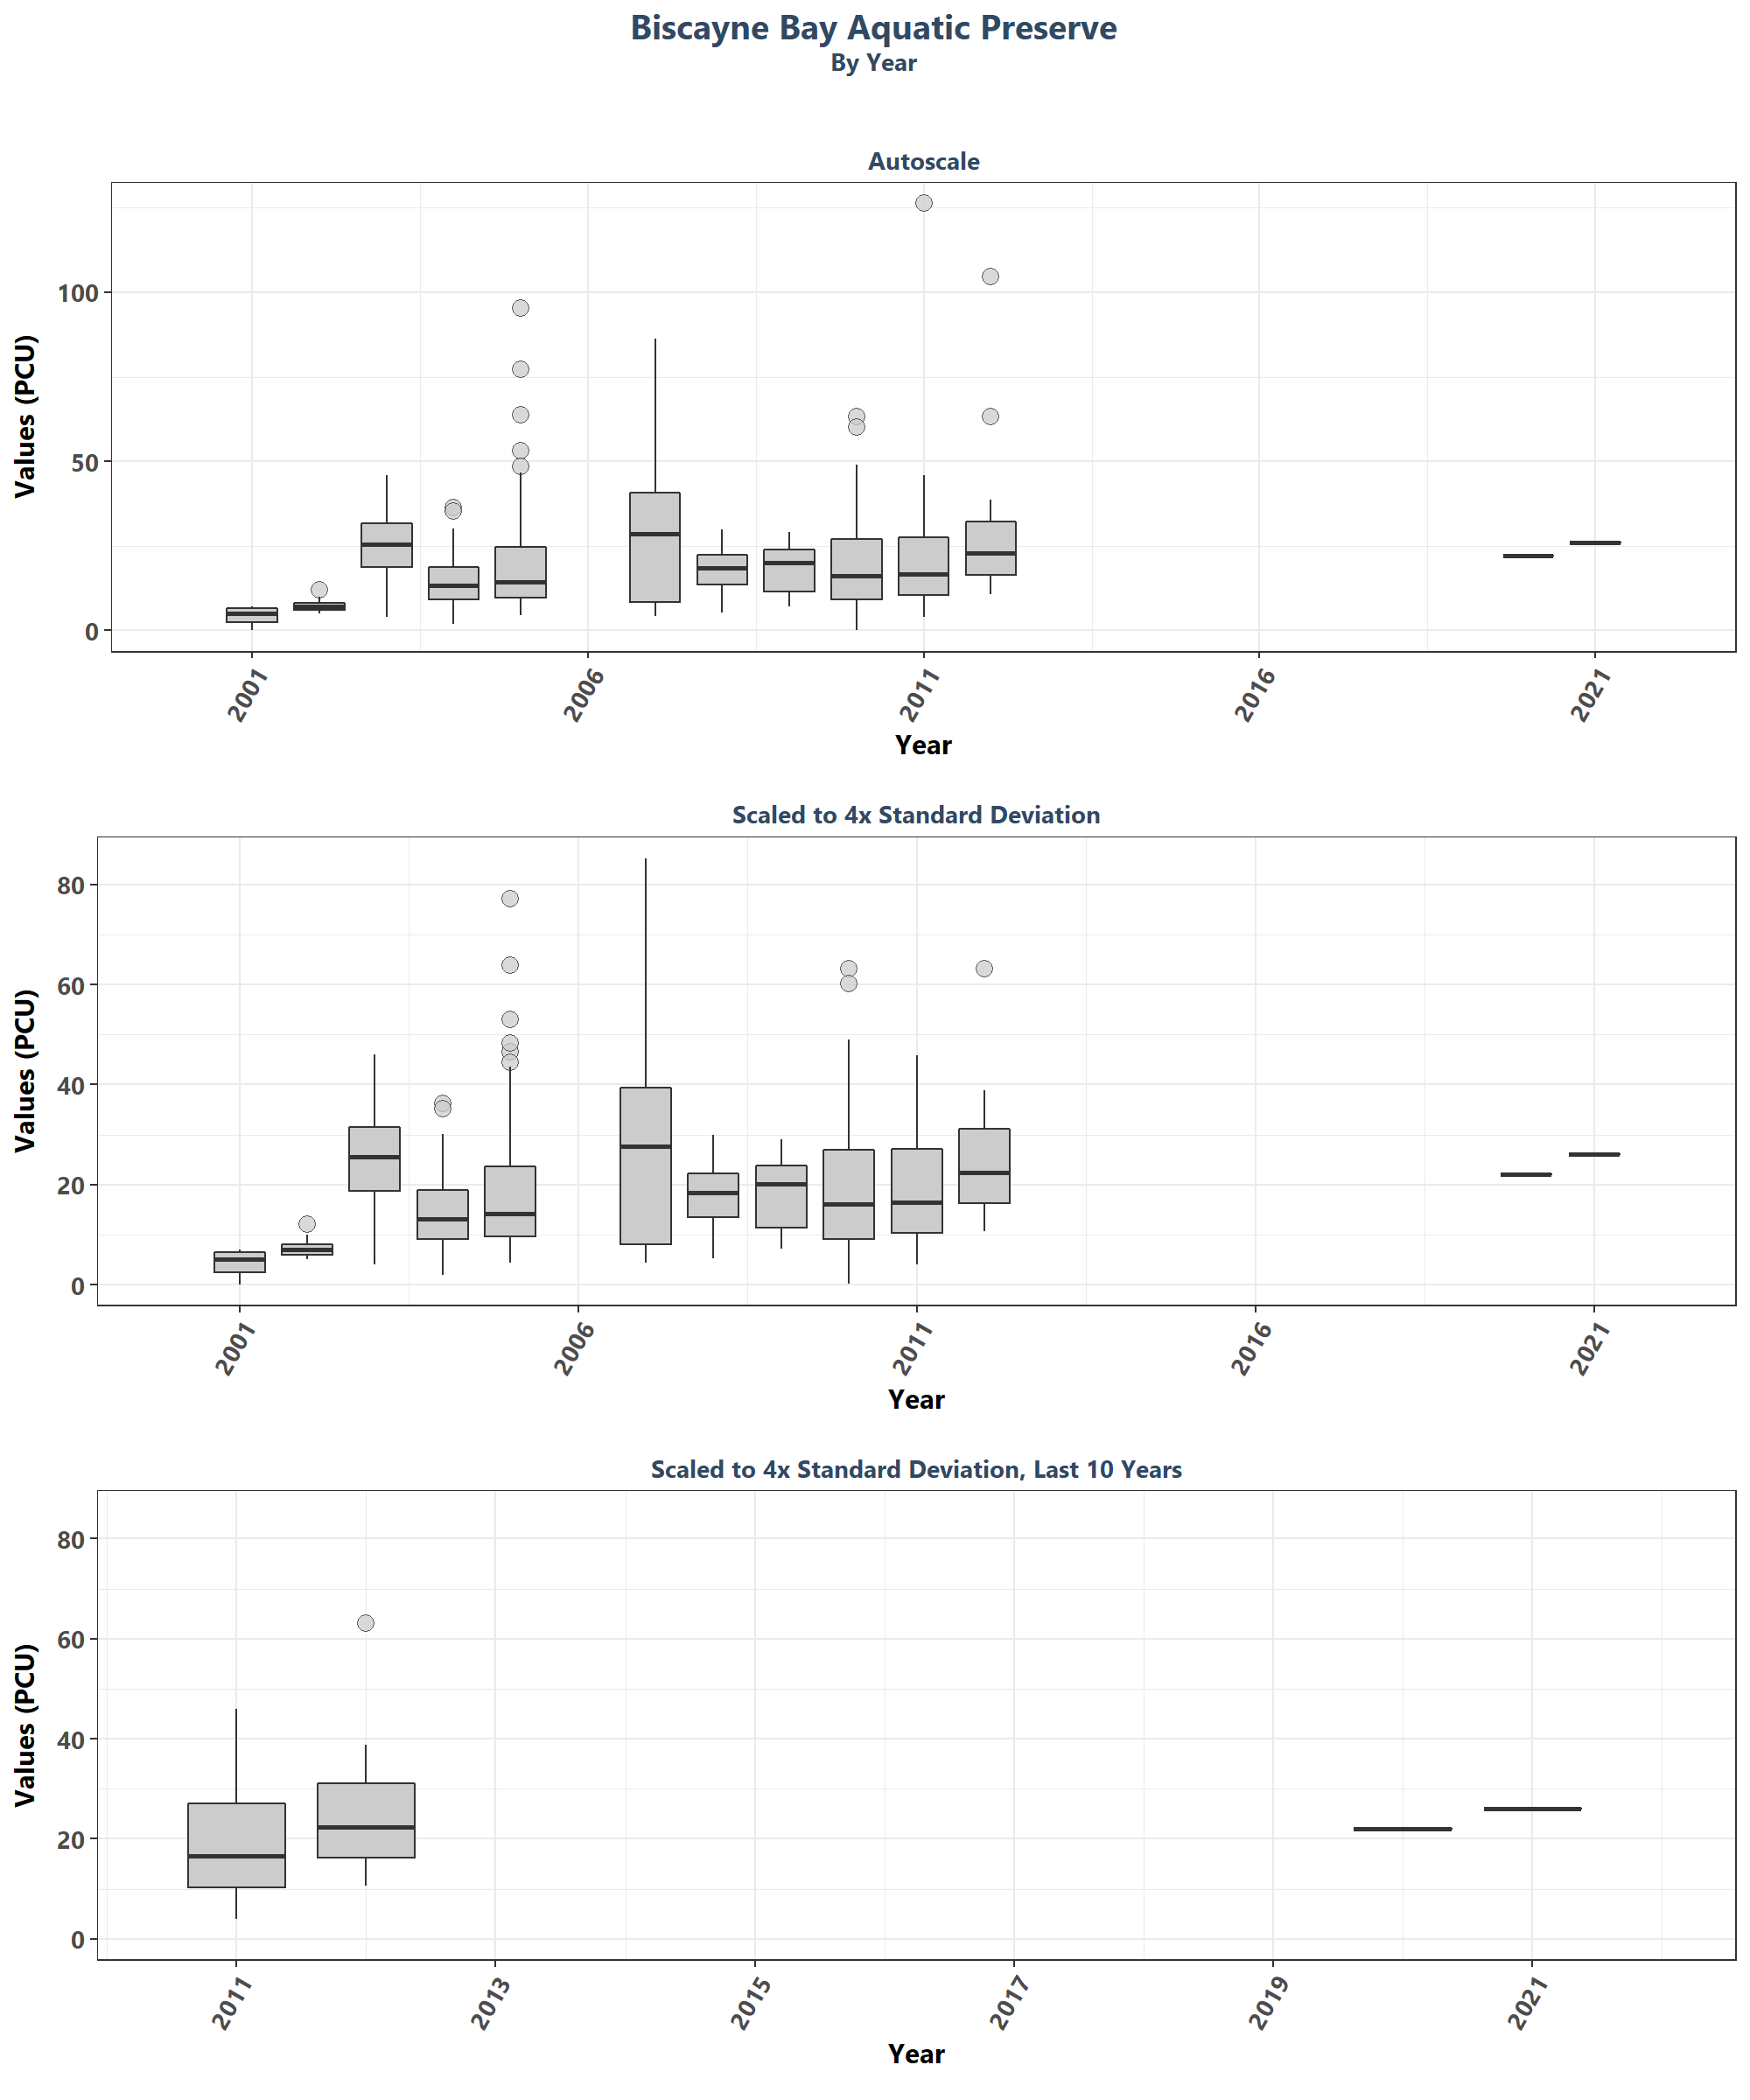 Biscayne Bay Aquatic Preserve
By Year
Autoscale
Values (PCU)
100
50
0
2001 2006 2011 2016 2021
Year
Scaled to 4x Standard Deviation
Values (PCU)
80
60
40
20
0
2001 2006 2011 2016 2021
Year
Scaled to 4x Standard Deviation, Last 10 Years
Values (PCU)
80
60
40
20
0
2011 2013 2015 2017 2019 2021
Year